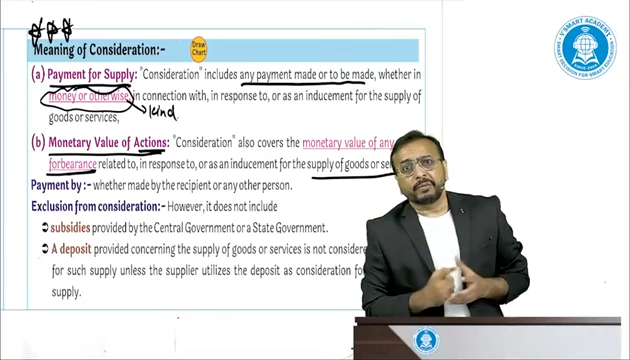 V'SMART ACADEMY
Meaning of Consideration:-
Draw Chart
(a) Payment for Supply: "Consideration includes any payment made or to be made, whether in
money or otherwise in connection with, in response to, or as an inducement for the supply of
goods or services,
kind
(b) Monetary Value of Actions: "Consideration" also covers the monetary value of any
forbearance related to, in response to, or as an inducement for the supply of goods or
Payment by:- whether made by the recipient or any other person.
Exclusion from consideration:- However, it does not include
➲ subsidies provided by the Central Government or a State Government.
➲ A deposit provided concerning the supply of goods or services is not
for such supply unless the supplier utilizes the deposit as consideration
supply.